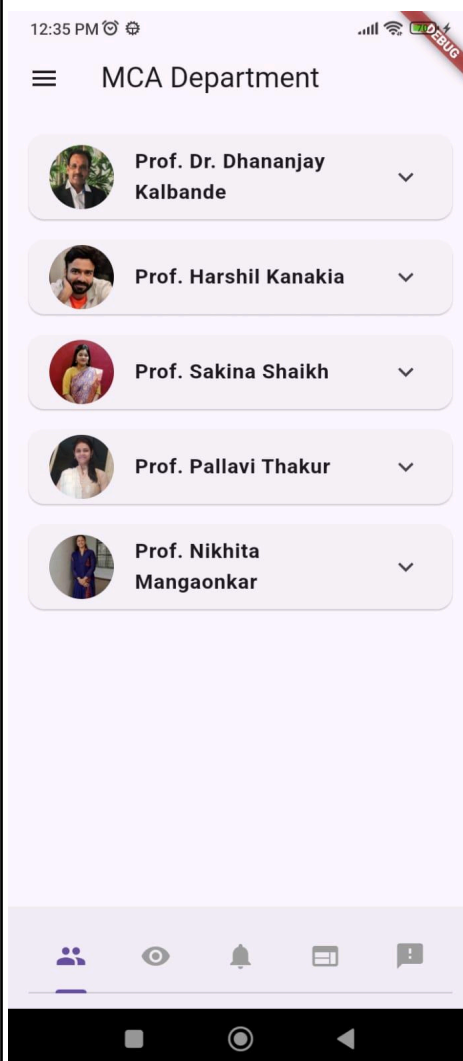 12:35 PM
DEBUG
MCA Department
Prof. Dr. Dhananjay
Kalbande
Prof. Harshil Kanakia
Prof. Sakina Shaikh
Prof. Pallavi Thakur
Prof. Nikhita
Mangaonkar